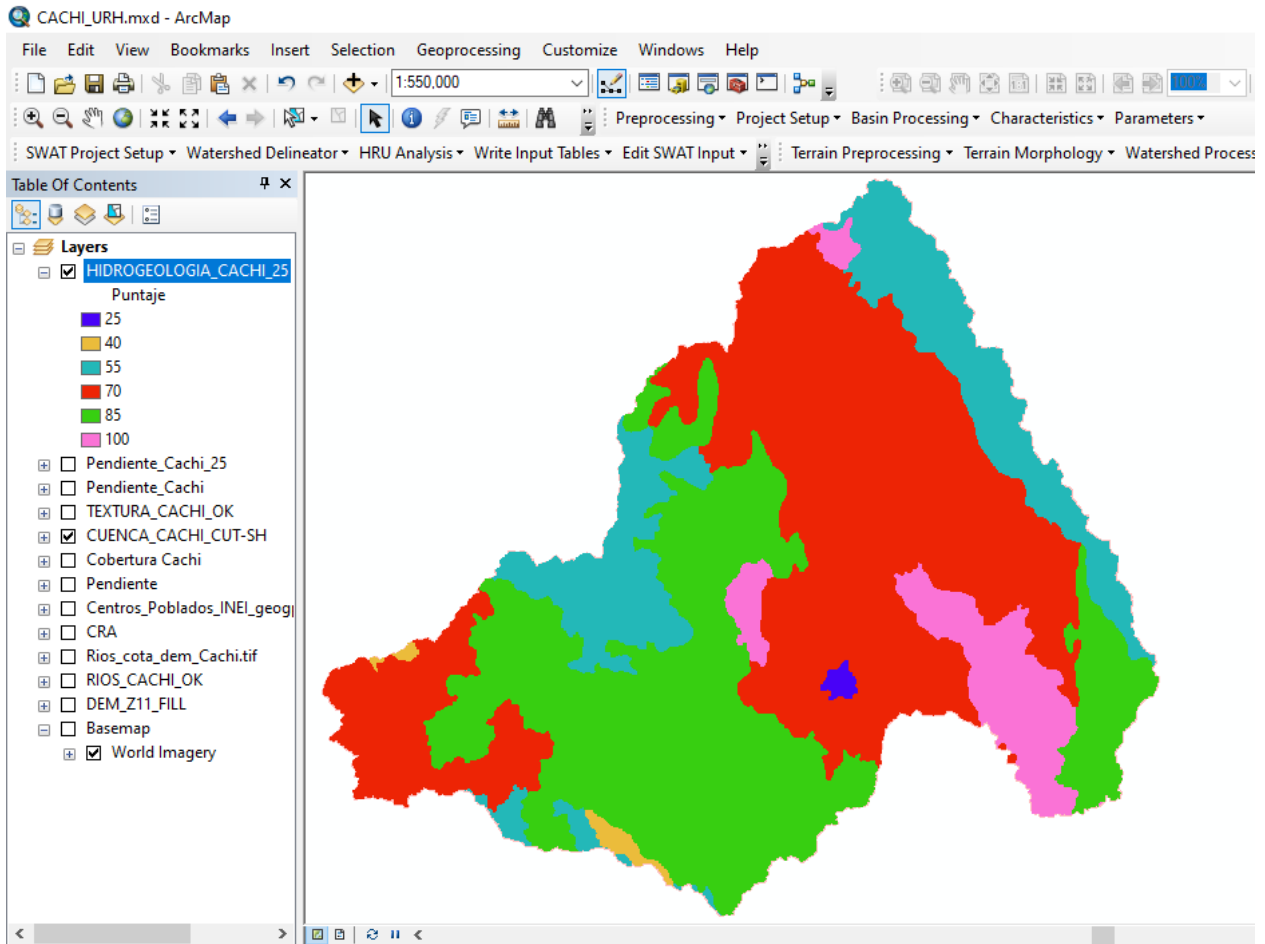 CACHI_URH.mxd - ArcMap
File Edit View Bookmarks Insert Selection Geoprocessing Customize Windows Help
1:550,000 100%
Preprocessing Project Setup Basin Processing Characteristics Parameters
SWAT Project Setup Watershed Delineator HRU Analysis Write Input Tables Edit SWAT Input Terrain Preprocessing Terrain Morphology Watershed Process
Table Of Contents
Layers
HIDROGEOLOGIA_CACHI_25
Puntaje
25
40
55
70
85
100
Pendiente_Cachi_25
Pendiente_Cachi
TEXTURA_CACHI_OK
CUENCA_CACHI_CUT-SH
Cobertura Cachi
Pendiente
Centros_Poblados_INEI_geog
CRA
Rios_cota_dem_Cachi.tif
RIOS_CACHI_OK
DEM_Z11_FILL
Basemap
World Imagery